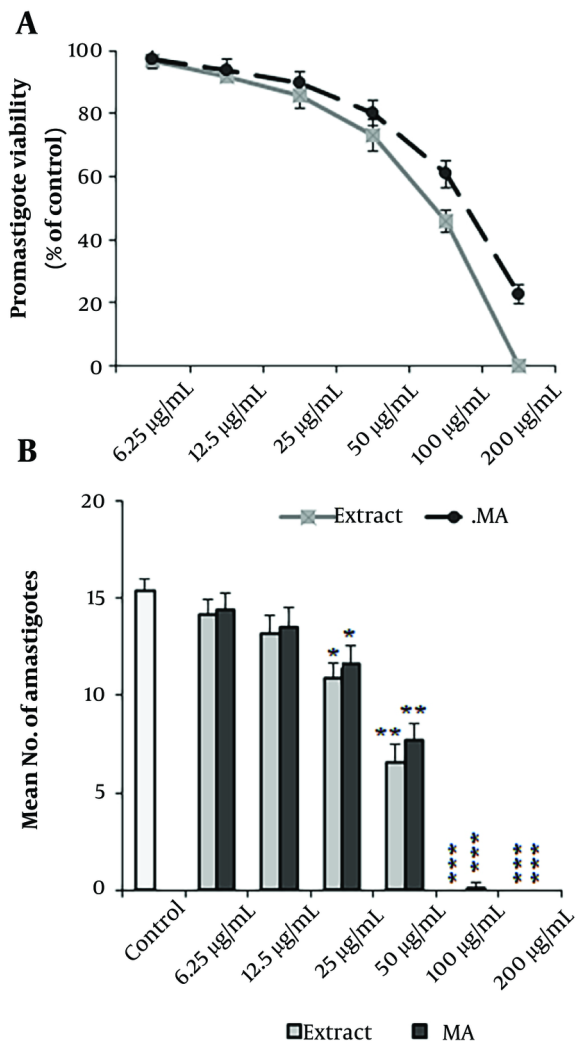 A
Promastigote viability
(% of control)
100
80
60
40
20
0
6.25 µg/mL
12.5 µg/mL
25 µg/mL
50 µg/mL
100 µg/mL
200 µg/mL
B
Extract
.MA
Mean No. of amastigotes
20
15
10
5
0
*
*
**
**
***
***
***
***
Control
6.25 µg/mL
12.5 µg/mL
25 µg/mL
50 µg/mL
100 µg/mL
200 µg/mL
Extract
MA